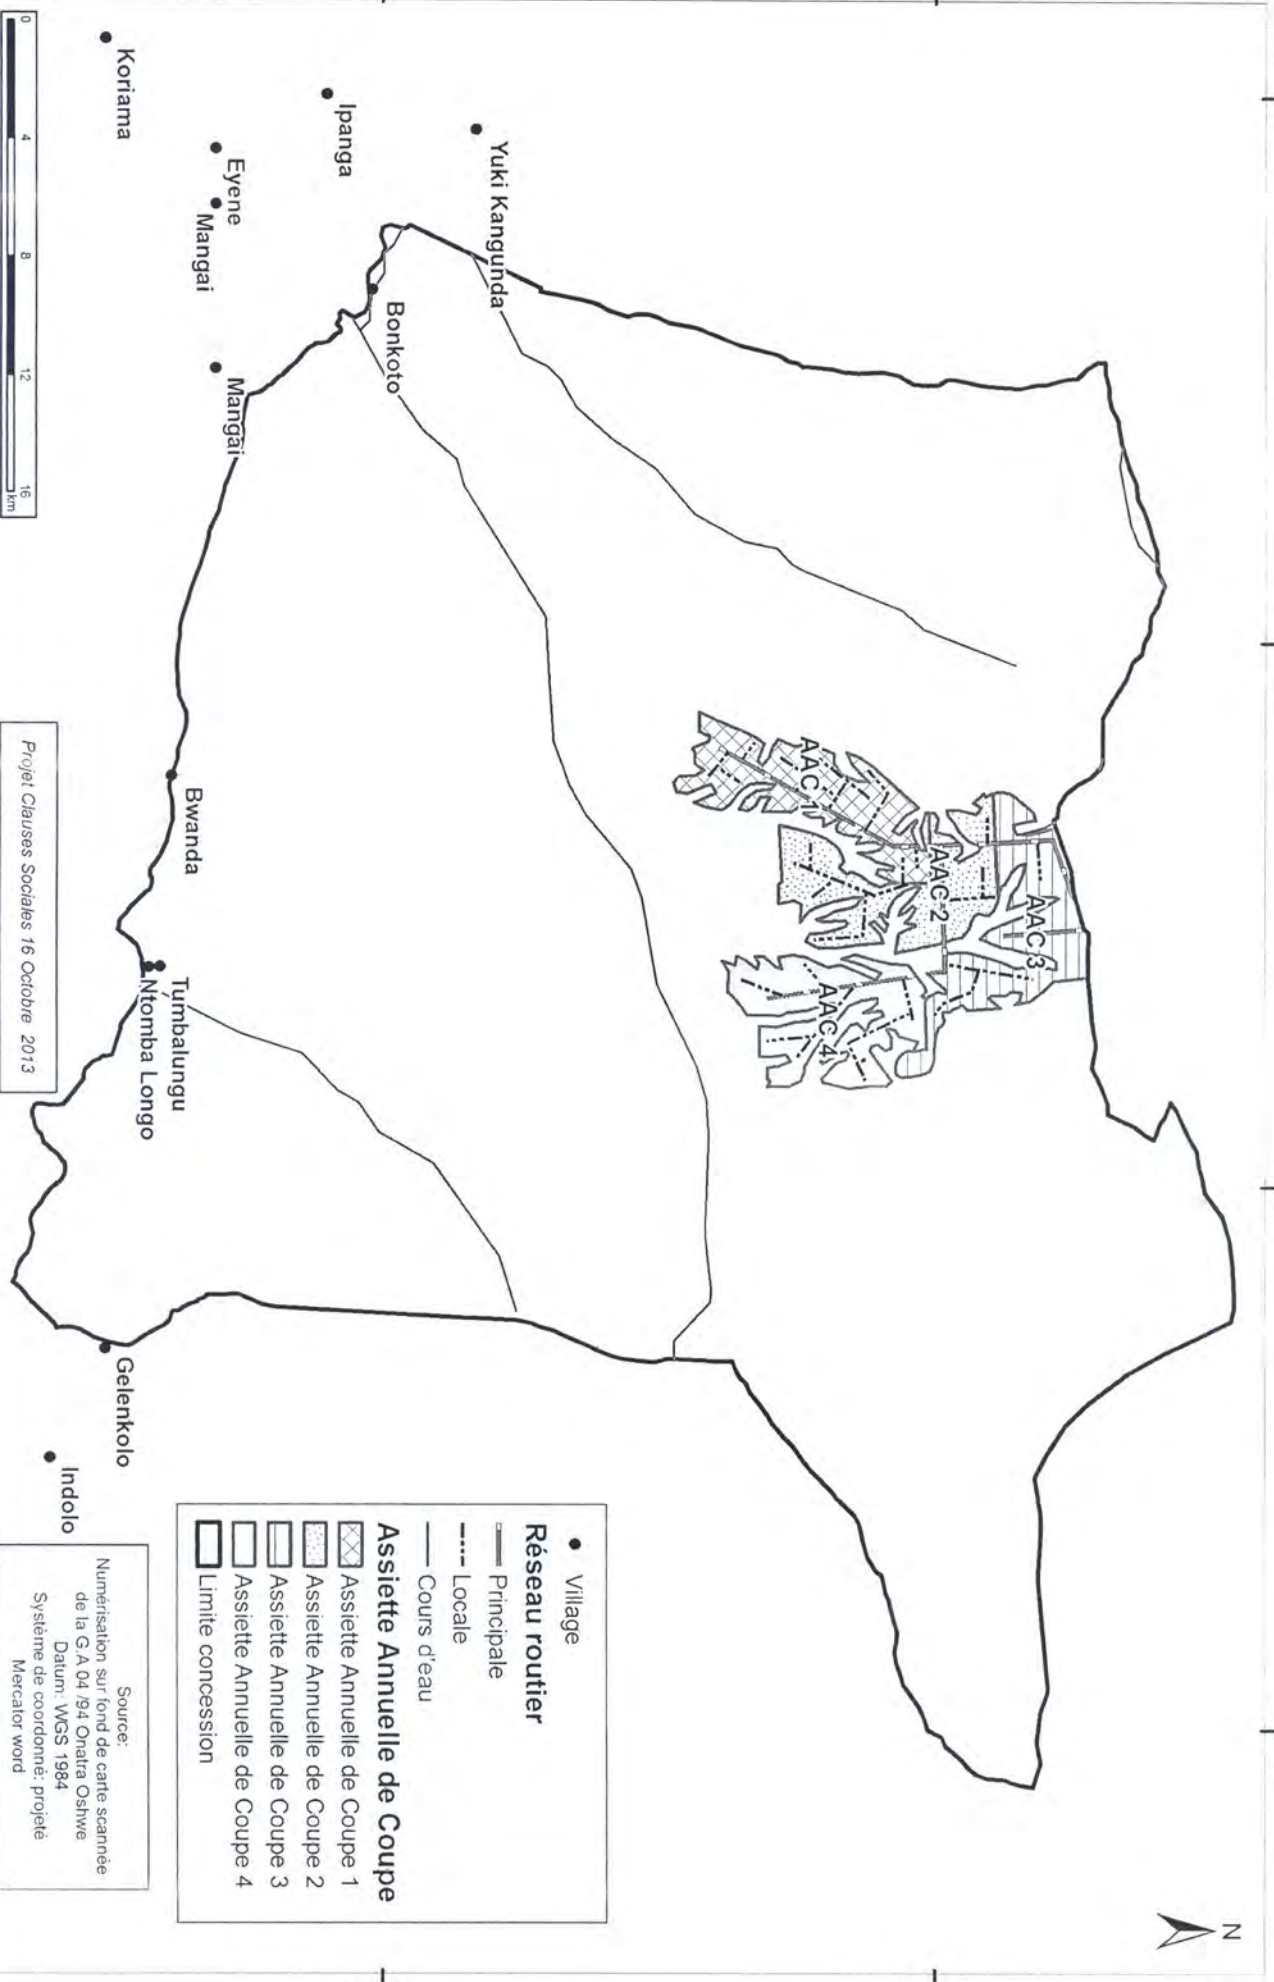 N
Yuki Kangunda
Ipanga
Koriama
Eyene
Mangai
Mangai
Bonkoto
Bwanda
Tumbalungu
Ntomba Longo
Gelenkolo
Indolo
AAC 1
AAC 2
AAC 3
AAC 4
Village
Réseau routier
Principale
Locale
Cours d'eau
Assiette Annuelle de Coupe
Assiette Annuelle de Coupe 1
Assiette Annuelle de Coupe 2
Assiette Annuelle de Coupe 3
Assiette Annuelle de Coupe 4
Limite concession
0 4 8 12 16
km
Projet Clauses Sociales 16 Octobre 2013
Source:
Numérisation sur fond de carte scannée
de la G.A 04 /94 Onatra Oshwe
Datum: WGS 1984
Système de coordonné: projeté
Mercator word